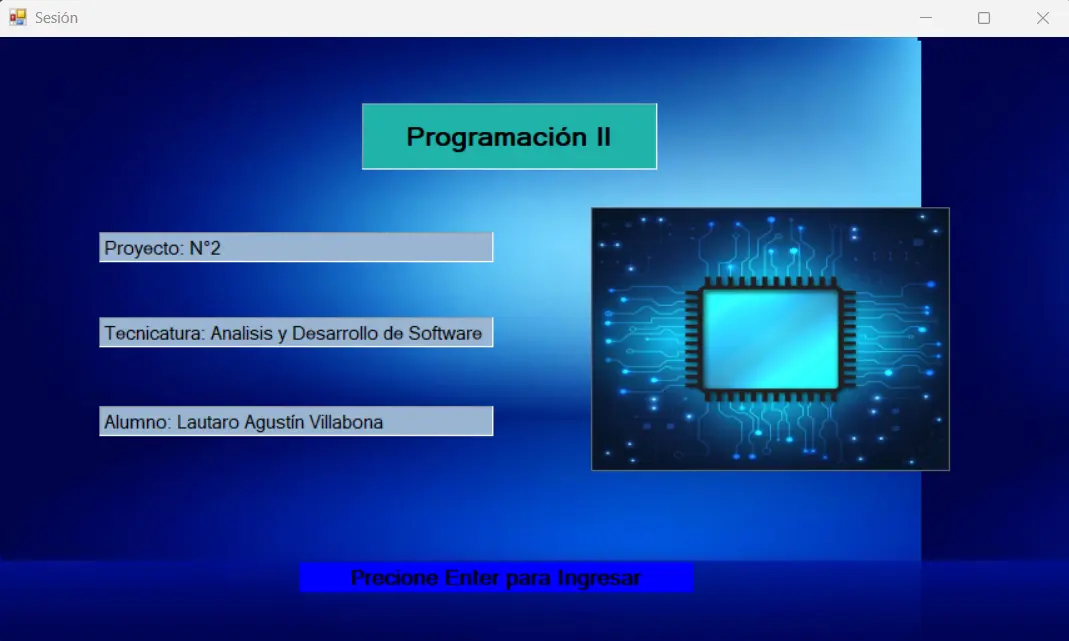 Sesión
Programación II
Proyecto: N°2
Tecnicatura: Analisis y Desarrollo de Software
Alumno: Lautaro Agustín Villabona
Precione Enter para Ingresar